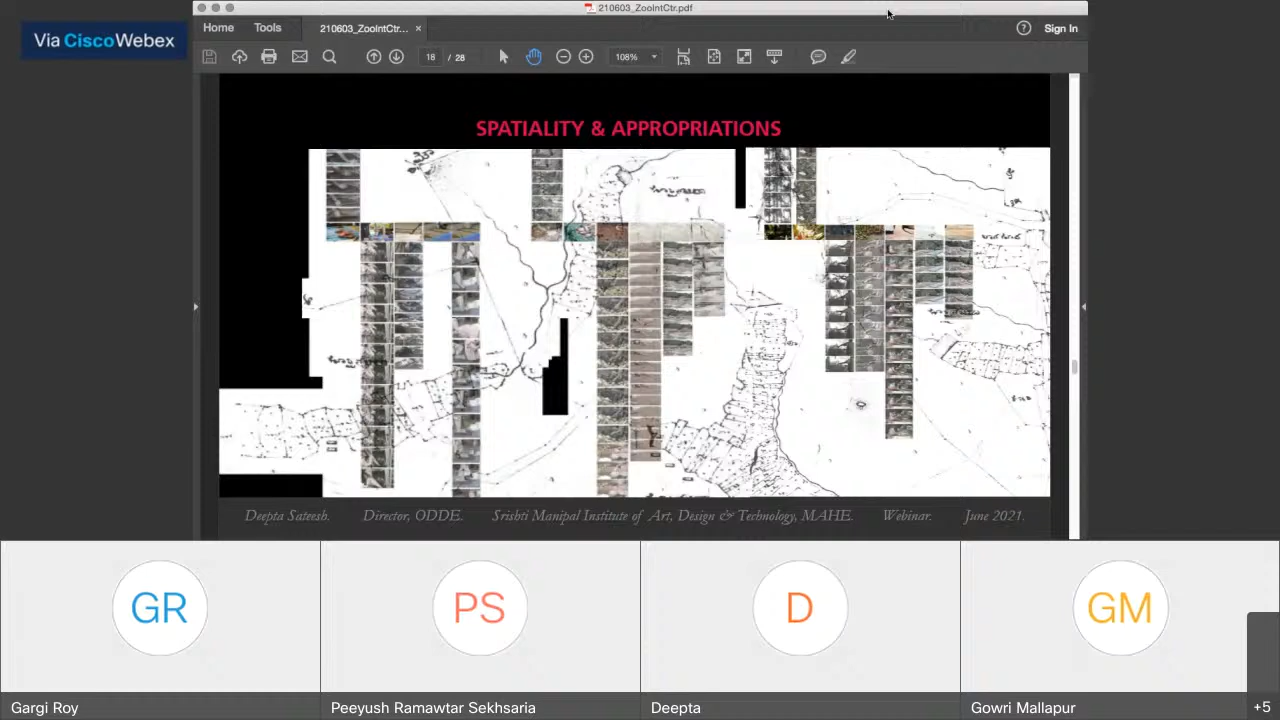 210603_ZooIntCtr.pdf
Via CiscoWebex
Home Tools 210603_ZooIntCtr... × ? Sign In
18 / 28 108%
SPATIALITY & APPROPRIATIONS
Deepta Sateesh. Director, ODDE. Srishti Manipal Institute of Art, Design & Technology, MAHE. Webinar. June 2021.
GR PS D GM
Gargi Roy Peeyush Ramawtar Sekhsaria Deepta Gowri Mallapur +5